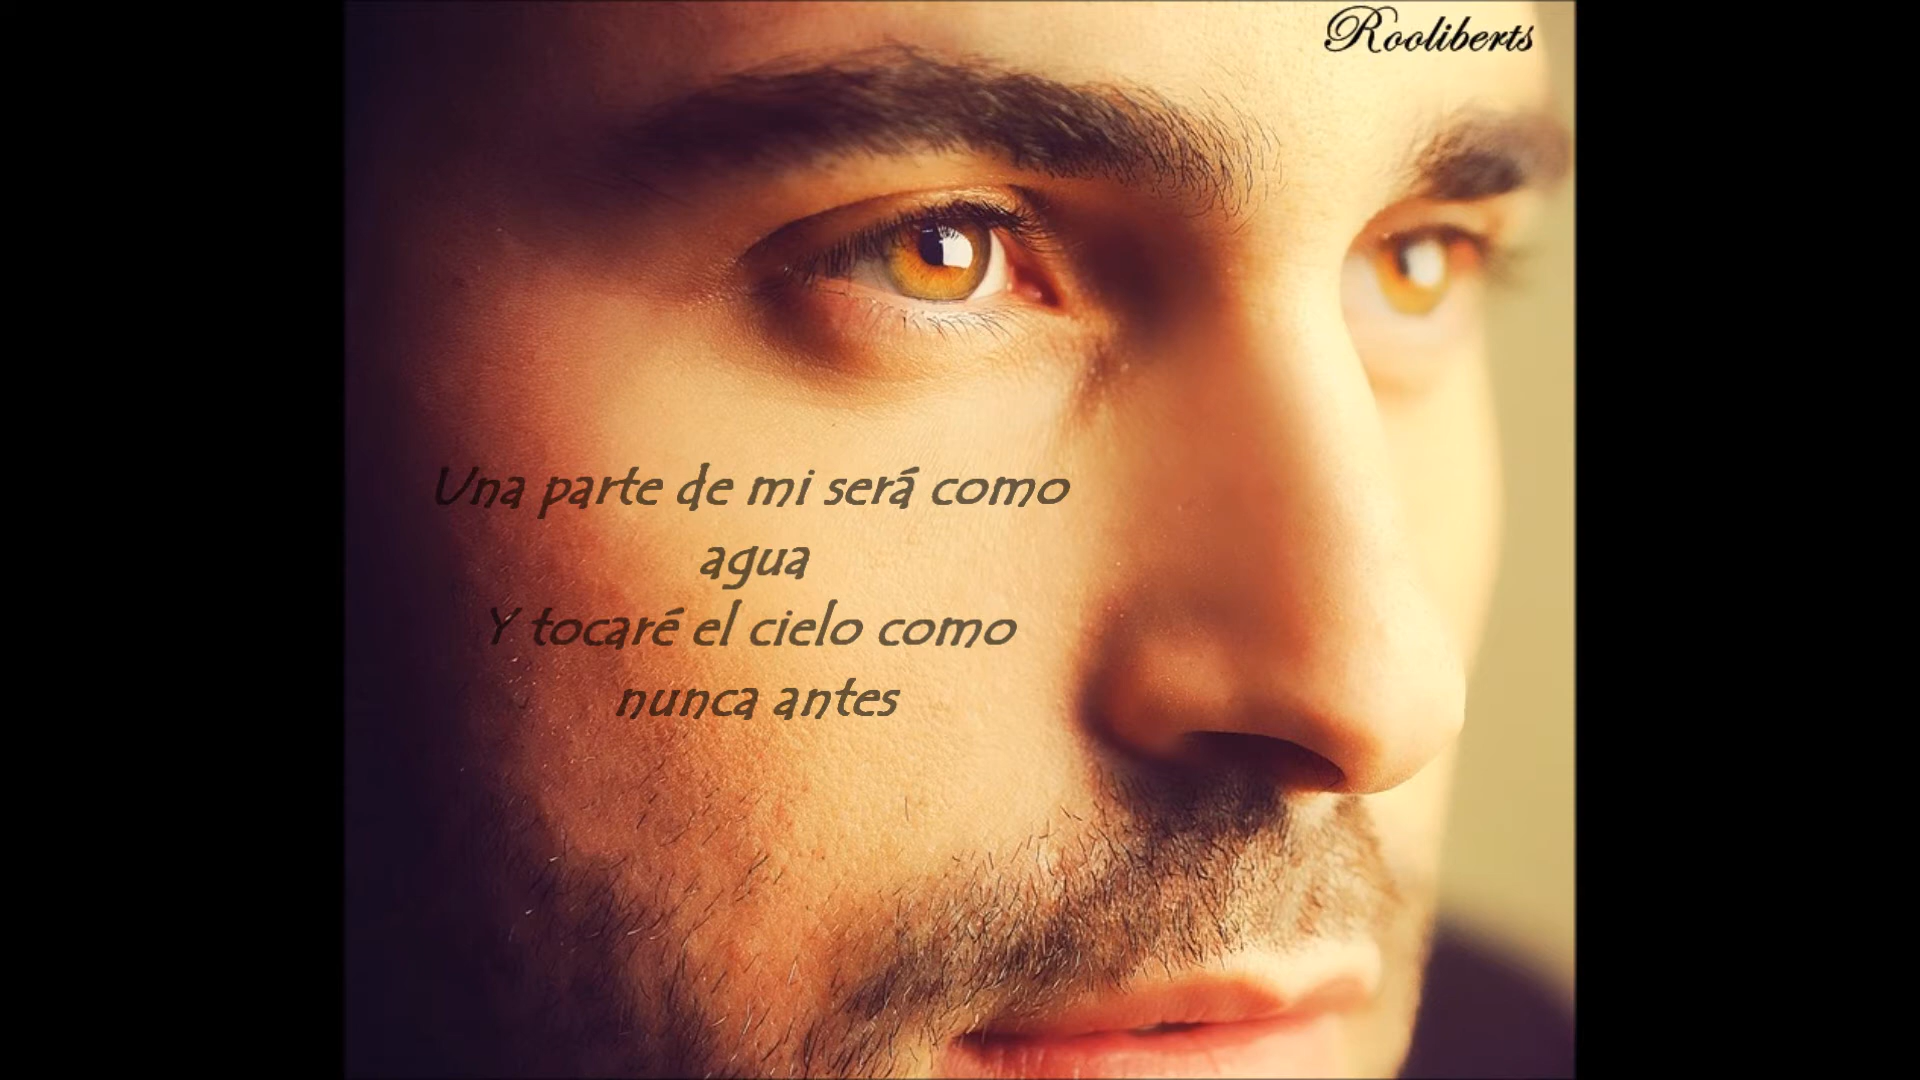 Rooliberts
Una parte de mi será como
agua
Y tocaré el cielo como
nunca antes